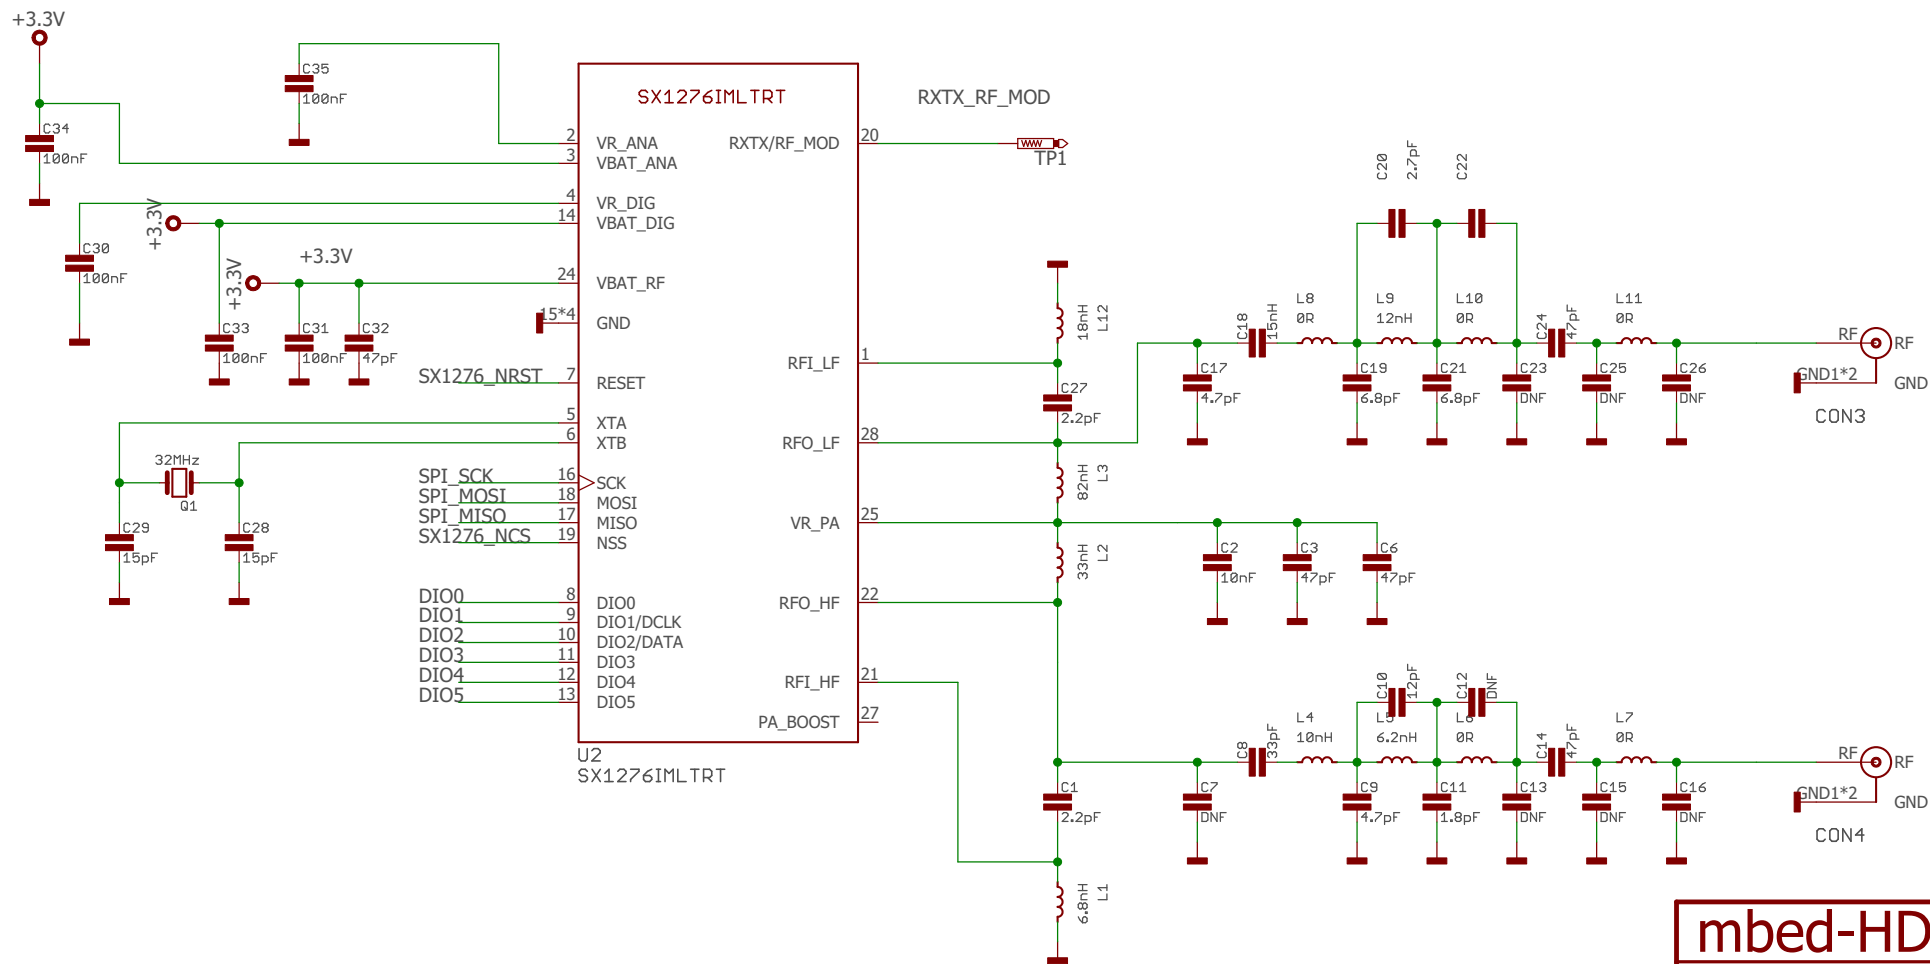 +3.3V
C35
100nF
C34
100nF
SX1276IMLTRT
RXTX_RF_MOD
2 VR_ANA
3 VBAT_ANA
4 VR_DIG
14 VBAT_DIG
24 VBAT_RF
15*4 GND
7 RESET
5 XTA
6 XTB
16 SCK
18 MOSI
17 MISO
19 NSS
8 DIO0
9 DIO1/DCLK
10 DIO2/DATA
11 DIO3
12 DIO4
13 DIO5
RXTX/RF_MOD 20
RFI_LF 1
RFO_LF 28
VR_PA 25
RFO_HF 22
RFI_HF 21
PA_BOOST 27
U2
SX1276IMLTRT
TP1
+3.3V
+3.3V
+3.3V
C30
100nF
C33
100nF
C31
100nF
C32
47pF
SX1276_NRST
32MHz
Q1
C29
15pF
C28
15pF
SPI_SCK
SPI_MOSI
SPI_MISO
SX1276_NCS
DIO0
DIO1
DIO2
DIO3
DIO4
DIO5
18nH
L12
C27
2.2pF
82nH
L3
33nH
L2
C2
10nF
C3
47pF
C6
47pF
C1
2.2pF
6.8nH
L1
C20
2.7pF
C22
C17
4.7pF
C18
15nH
L8
0R
L9
12nH
L10
0R
C24
47pF
L11
0R
C19
6.8pF
C21
6.8pF
C23
DNF
C25
DNF
C26
DNF
RF
RF
GND1*2
GND
CON3
C10
12pF
C12
DNF
C7
DNF
C8
33pF
L4
10nH
L5
6.2nH
L6
0R
C14
47pF
L7
0R
C9
4.7pF
C11
1.8pF
C13
DNF
C15
DNF
C16
DNF
RF
RF
GND1*2
GND
CON4
mbed-HD